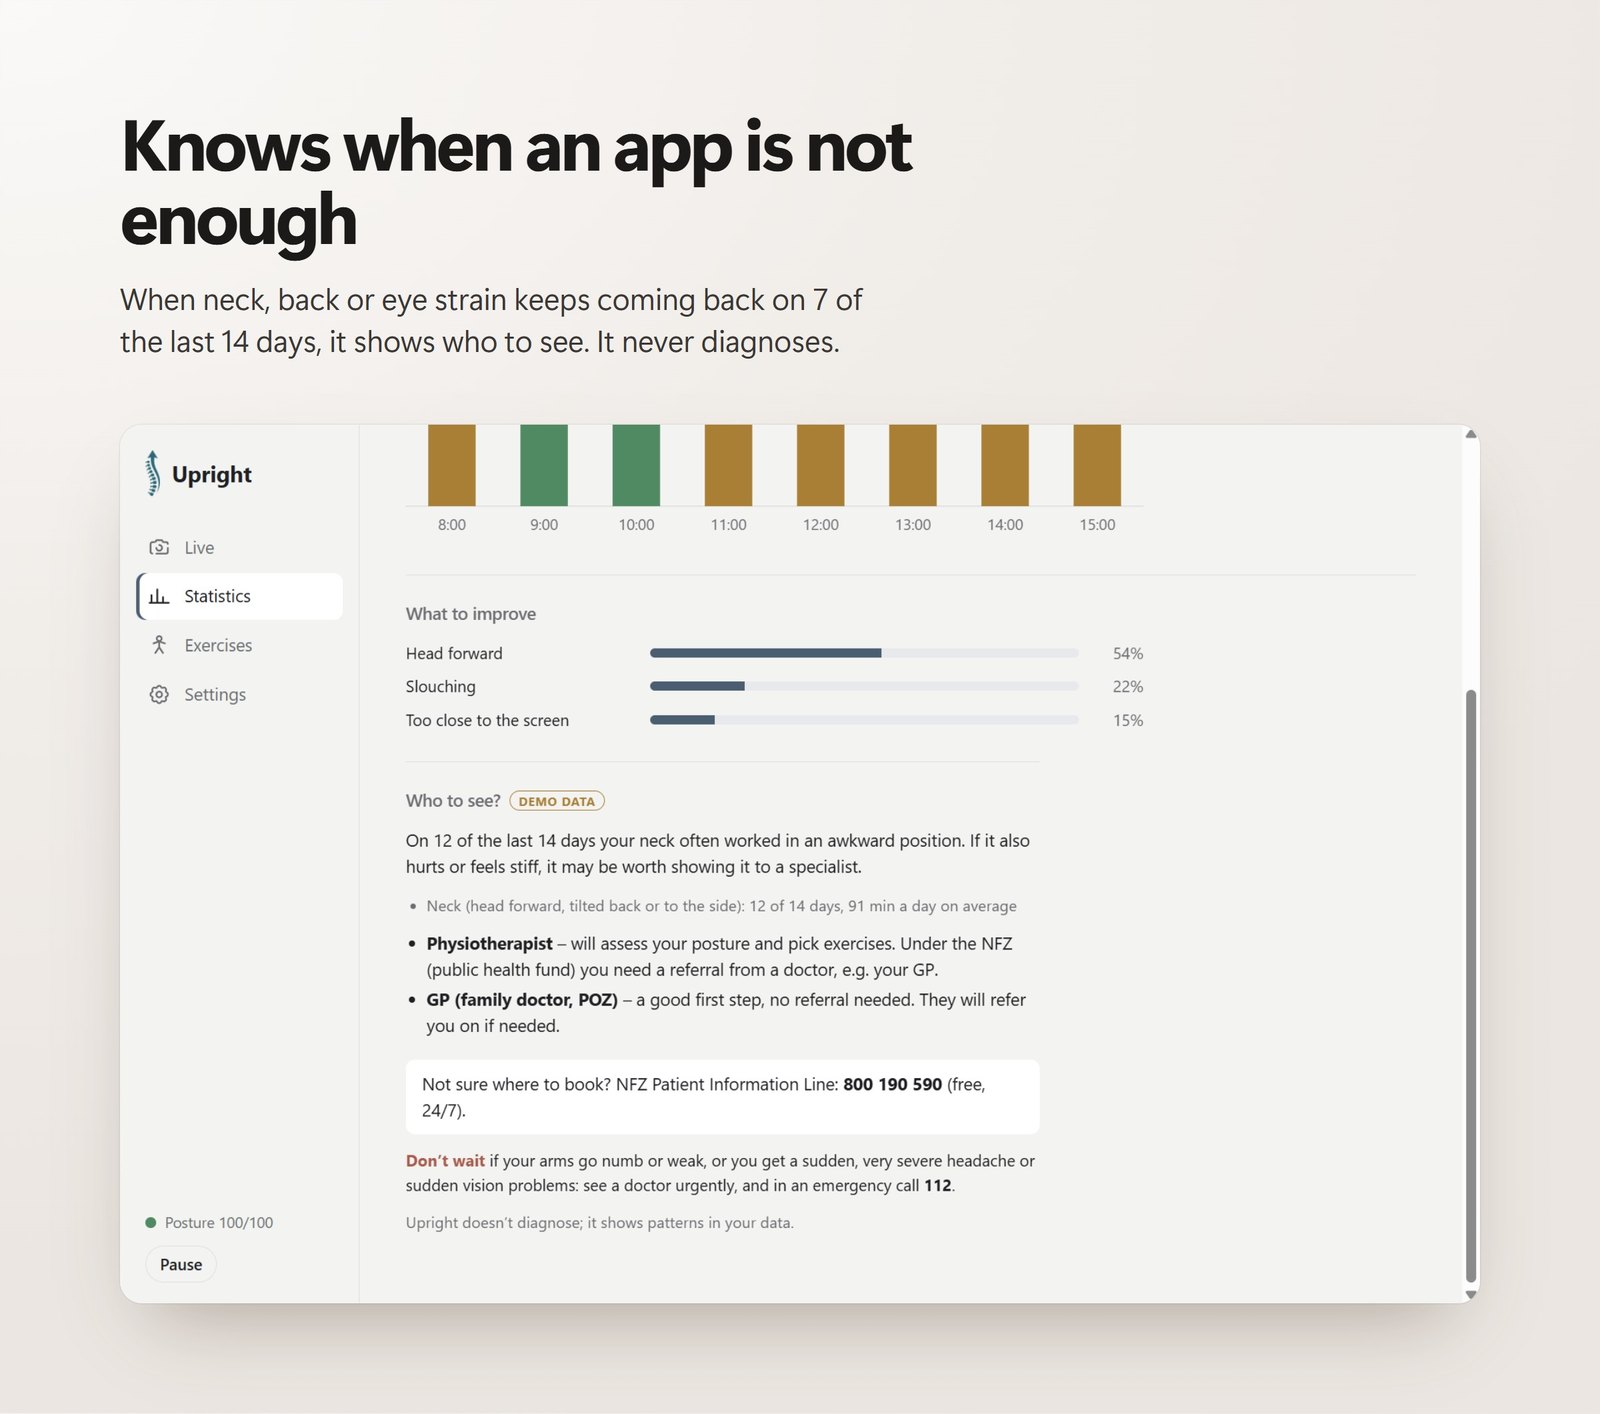 Knows when an app is not
enough
When neck, back or eye strain keeps coming back on 7 of
the last 14 days, it shows who to see. It never diagnoses.
Upright
Live
Statistics
Exercises
Settings
Posture 100/100
Pause
8:00 9:00 10:00 11:00 12:00 13:00 14:00 15:00
What to improve
Head forward 54%
Slouching 22%
Too close to the screen 15%
Who to see? DEMO DATA
On 12 of the last 14 days your neck often worked in an awkward position. If it also
hurts or feels stiff, it may be worth showing it to a specialist.
• Neck (head forward, tilted back or to the side): 12 of 14 days, 91 min a day on average
• Physiotherapist – will assess your posture and pick exercises. Under the NFZ
(public health fund) you need a referral from a doctor, e.g. your GP.
• GP (family doctor, POZ) – a good first step, no referral needed. They will refer
you on if needed.
Not sure where to book? NFZ Patient Information Line: 800 190 590 (free,
24/7).
Don’t wait if your arms go numb or weak, or you get a sudden, very severe headache or
sudden vision problems: see a doctor urgently, and in an emergency call 112.
Upright doesn’t diagnose; it shows patterns in your data.